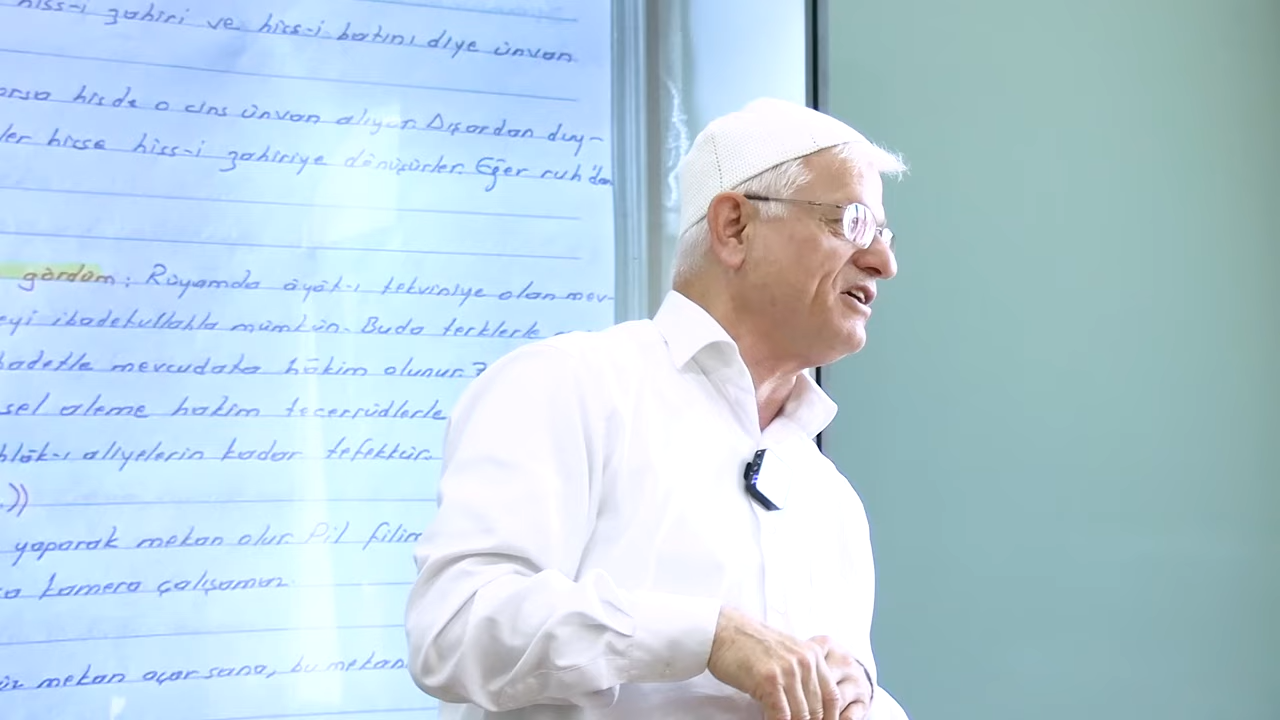 hiss-i zahiri ve hiss-i batını diye ünvan
hisde o cins ünvan alıyor. Dışardan duy-
ler hisse hiss-i zahiriye dönüşürler. Eğer ruh'dan
gördüm: Rüyamda âyât-ı tekviniye olan mev-
eyi ibadetullahla mümkün. Buda terklerle
badetle mevcudata hâkim olunur?
sel aleme hakim tecerrüdlerle
hlâk-ı aliyelerin kadar tefekkür.
.))
yaparak mekan olur Pil filim
sa kamera çalışamaz.
mekan açar sana, bu mekan